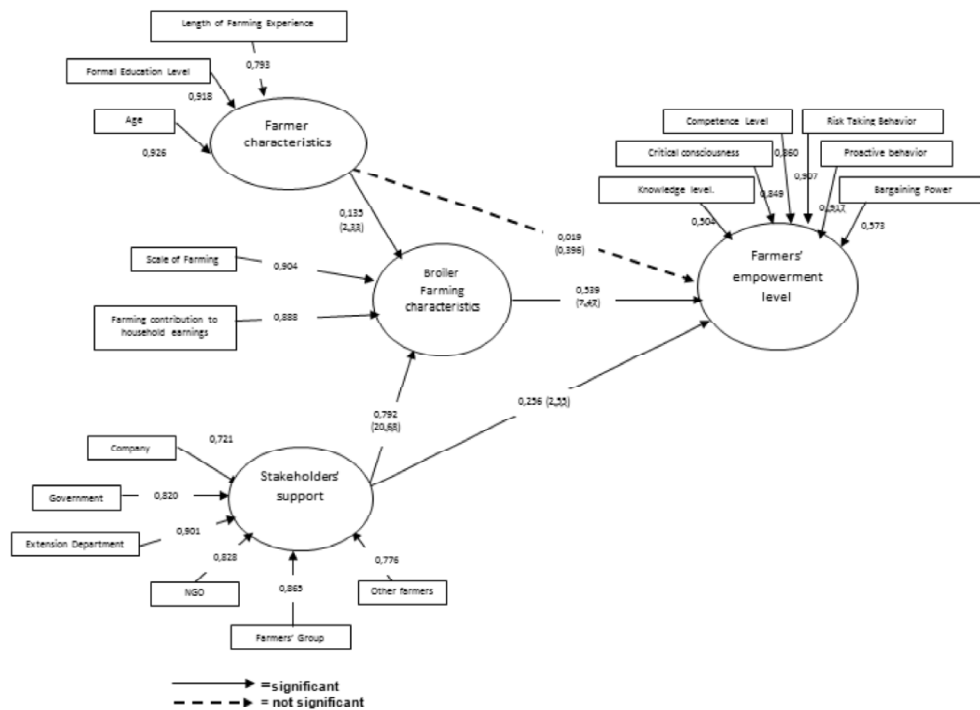 Length of Farming Experience
0,793
Formal Education Level
0,918
Age
0,926
Farmer
characteristics
Competence Level
Risk Taking Behavior
Critical consciousness
Proactive behavior
Knowledge level.
Bargaining Power
0,860
0,907
0,849
0,504
0,573
Farmers'
empowerment
level
0,135
(2,33)
0,019
(0,396)
Scale of Farming
0,904
Farming contribution to
household earnings
0,888
Broiler
Farming
characteristics
0,539
0,792
(20,68)
0,256 (2,55)
Company
0,721
Government
0,820
Extension Department
0,901
NGO
0,828
Farmers' Group
0,865
Other farmers
0,776
Stakeholders'
support
=significant
= not significant